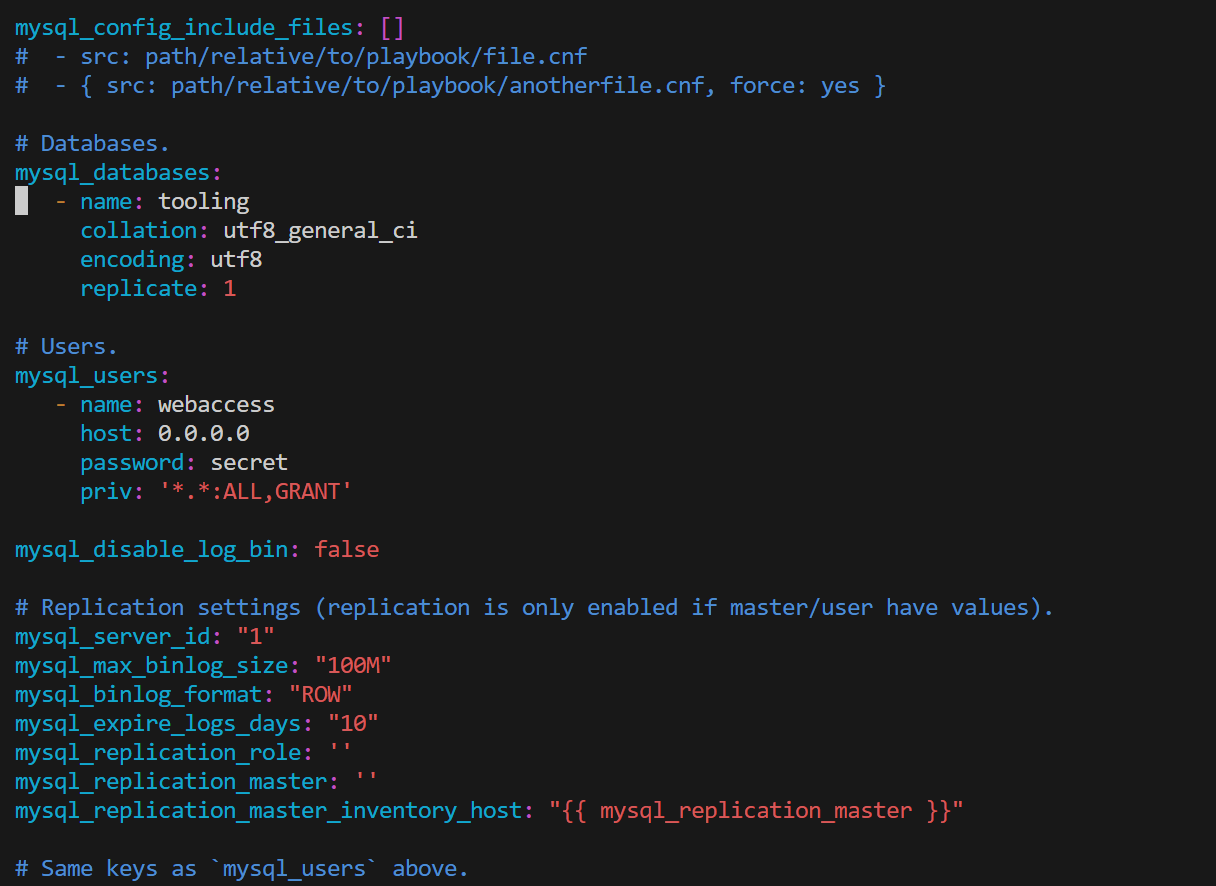 mysql_config_include_files: []
#  - src: path/relative/to/playbook/file.cnf
#  - { src: path/relative/to/playbook/anotherfile.cnf, force: yes }
# Databases.
mysql_databases:
   - name: tooling
     collation: utf8_general_ci
     encoding: utf8
     replicate: 1
# Users.
mysql_users:
   - name: webaccess
     host: 0.0.0.0
     password: secret
     priv: '*.*:ALL,GRANT'
mysql_disable_log_bin: false
# Replication settings (replication is only enabled if master/user have values).
mysql_server_id: "1"
mysql_max_binlog_size: "100M"
mysql_binlog_format: "ROW"
mysql_expire_logs_days: "10"
mysql_replication_role: ''
mysql_replication_master: ''
mysql_replication_master_inventory_host: "{{ mysql_replication_master }}"
# Same keys as `mysql_users` above.